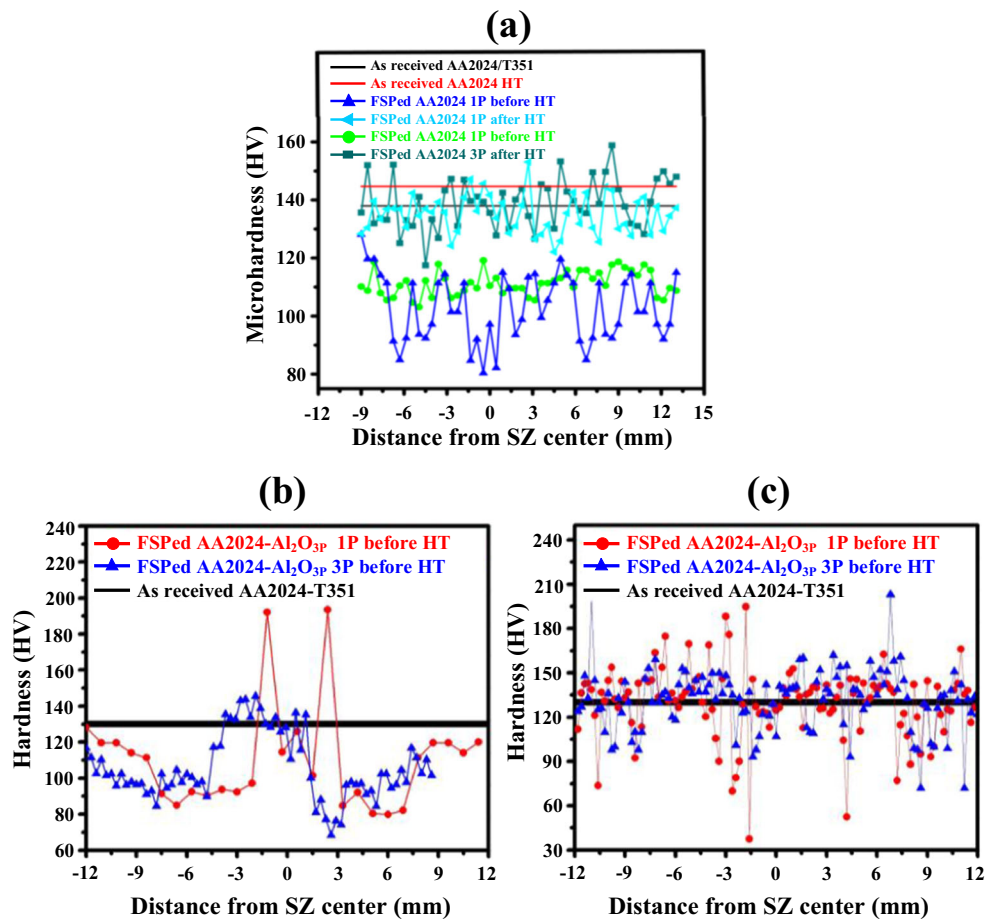 (a)
As received AA2024/T351
As received AA2024 HT
FSPed AA2024 1P before HT
FSPed AA2024 1P after HT
FSPed AA2024 1P before HT
FSPed AA2024 3P after HT
Microhardness (HV)
160
140
120
100
80
-12 -9 -6 -3 0 3 6 9 12 15
Distance from SZ center (mm)
(b)
FSPed AA2024-Al₂O₃P 1P before HT
FSPed AA2024-Al₂O₃P 3P before HT
As received AA2024-T351
Hardness (HV)
240
220
200
180
160
140
120
100
80
60
-12 -9 -6 -3 0 3 6 9 12
Distance from SZ center (mm)
(c)
FSPed AA2024-Al₂O₃P 1P before HT
FSPed AA2024-Al₂O₃P 3P before HT
As received AA2024-T351
Hardness (HV)
240
210
180
150
120
90
60
30
-12 -9 -6 -3 0 3 6 9 12
Distance from SZ center (mm)